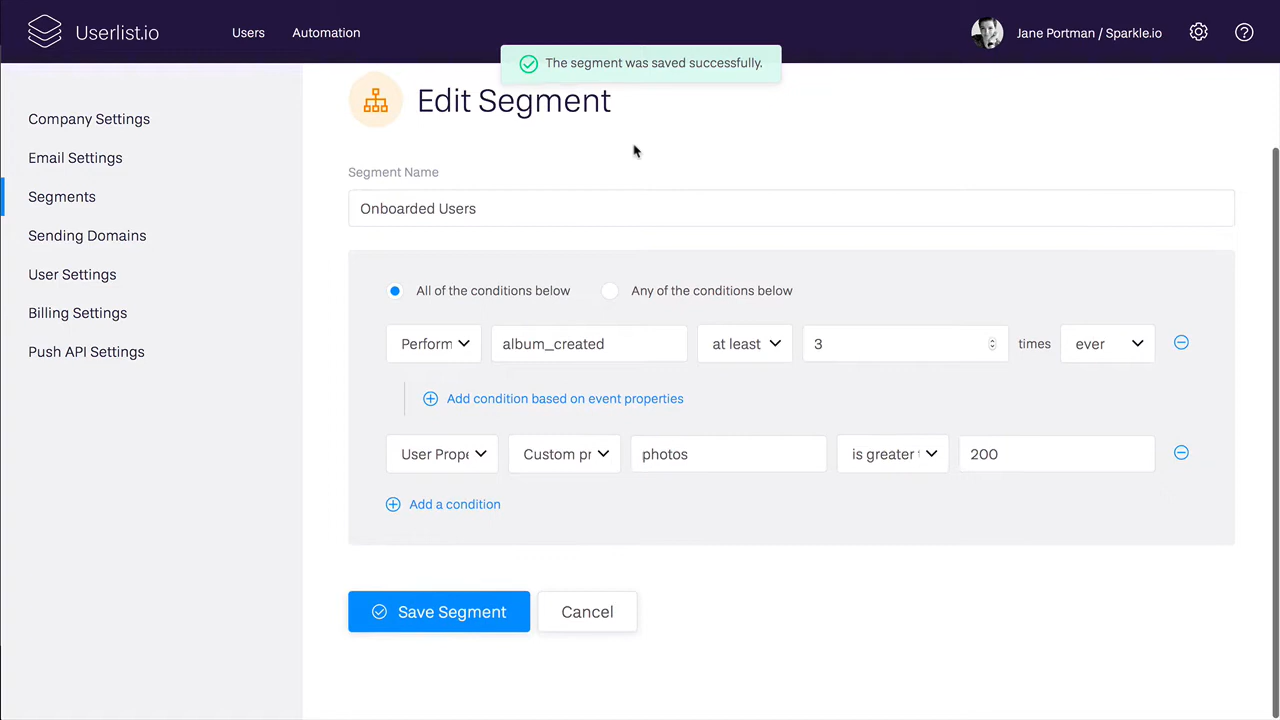 Userlist.io
Users
Automation
Jane Portman / Sparkle.io
The segment was saved successfully.
Company Settings
Email Settings
Segments
Sending Domains
User Settings
Billing Settings
Push API Settings
Edit Segment
Segment Name
Onboarded Users
All of the conditions below
Any of the conditions below
Perform
album_created
at least
3
times
ever
Add condition based on event properties
User Prope
Custom pr
photos
is greater
200
Add a condition
Save Segment
Cancel